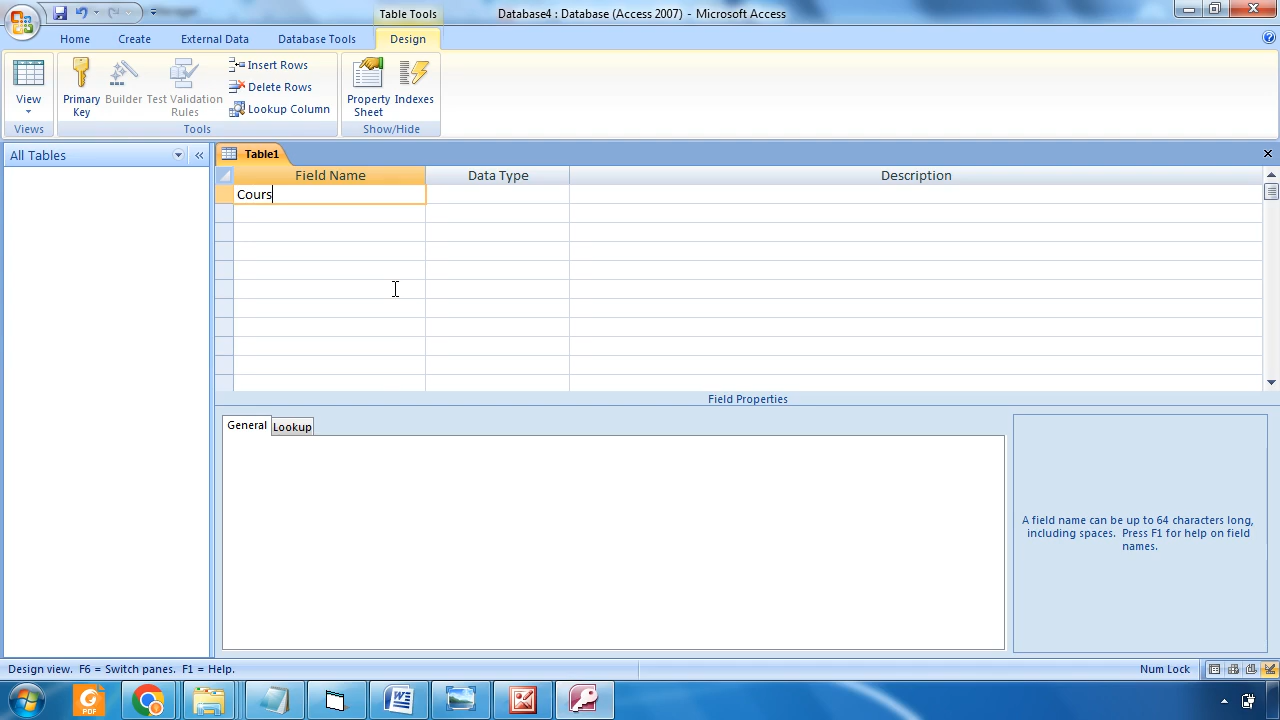 Table Tools
Database4 : Database (Access 2007) - Microsoft Access
Home
Create
External Data
Database Tools
Design
View
Primary Key
Builder
Test Validation Rules
Insert Rows
Delete Rows
Lookup Column
Property Sheet
Indexes
Views
Tools
Show/Hide
All Tables
Table1
Field Name
Data Type
Description
Cours
Field Properties
General
Lookup
A field name can be up to 64 characters long,
including spaces. Press F1 for help on field
names.
Design view. F6 = Switch panes. F1 = Help.
Num Lock
PDF